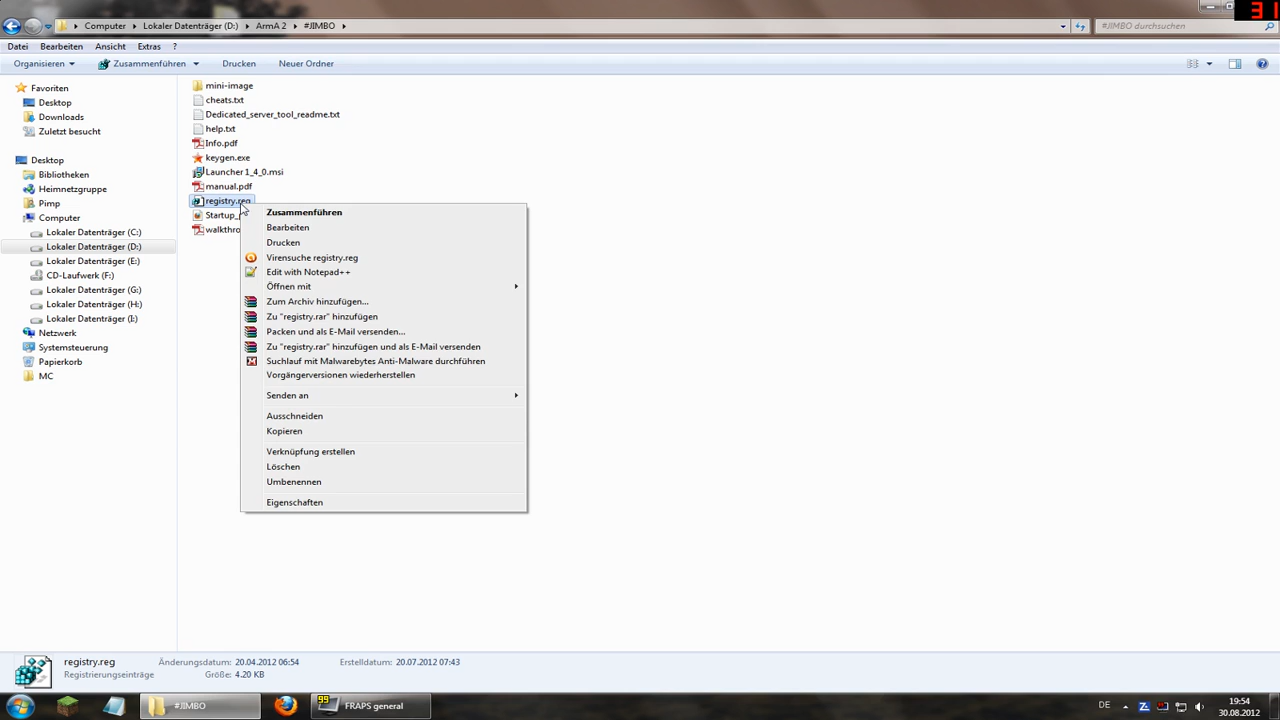 31
Computer
Lokaler Datenträger (D:)
ArmA 2
#JIMBO
#JIMBO durchsuchen
Datei
Bearbeiten
Ansicht
Extras
?
Organisieren
Zusammenführen
Drucken
Neuer Ordner
Favoriten
Desktop
Downloads
Zuletzt besucht
Desktop
Bibliotheken
Heimnetzgruppe
Pimp
Computer
Lokaler Datenträger (C:)
Lokaler Datenträger (D:)
Lokaler Datenträger (E:)
CD-Laufwerk (F:)
Lokaler Datenträger (G:)
Lokaler Datenträger (H:)
Lokaler Datenträger (I:)
Netzwerk
Systemsteuerung
Papierkorb
MC
mini-image
cheats.txt
Dedicated_server_tool_readme.txt
help.txt
Info.pdf
keygen.exe
Launcher 1_4_0.msi
manual.pdf
registry.reg
Startup_
walkthro
Zusammenführen
Bearbeiten
Drucken
Virensuche registry.reg
Edit with Notepad++
Öffnen mit
Zum Archiv hinzufügen...
Zu "registry.rar" hinzufügen
Packen und als E-Mail versenden...
Zu "registry.rar" hinzufügen und als E-Mail versenden
Suchlauf mit Malwarebytes Anti-Malware durchführen
Vorgängerversionen wiederherstellen
Senden an
Ausschneiden
Kopieren
Verknüpfung erstellen
Löschen
Umbenennen
Eigenschaften
registry.reg
Änderungsdatum: 20.04.2012 06:54
Erstelldatum: 20.07.2012 07:43
Registrierungseinträge
Größe: 4.20 KB
#JIMBO
99
FRAPS general
DE
19:54
30.08.2012